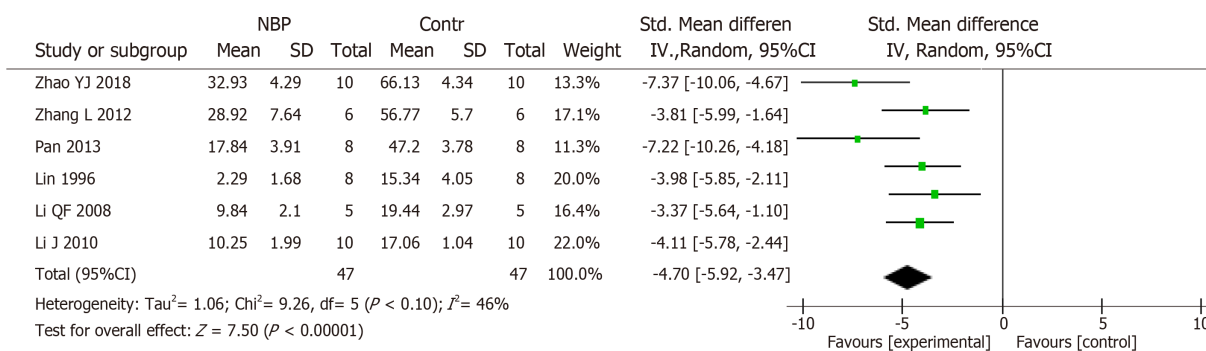 NBP Contr Std. Mean differen Std. Mean difference
Study or subgroup Mean SD Total Mean SD Total Weight IV.,Random, 95%CI IV, Random, 95%CI
Zhao YJ 2018 32.93 4.29 10 66.13 4.34 10 13.3% -7.37 [-10.06, -4.67]
Zhang L 2012 28.92 7.64 6 56.77 5.7 6 17.1% -3.81 [-5.99, -1.64]
Pan 2013 17.84 3.91 8 47.2 3.78 8 11.3% -7.22 [-10.26, -4.18]
Lin 1996 2.29 1.68 8 15.34 4.05 8 20.0% -3.98 [-5.85, -2.11]
Li QF 2008 9.84 2.1 5 19.44 2.97 5 16.4% -3.37 [-5.64, -1.10]
Li J 2010 10.25 1.99 10 17.06 1.04 10 22.0% -4.11 [-5.78, -2.44]
Total (95%CI) 47 47 100.0% -4.70 [-5.92, -3.47]
Heterogeneity: Tau²= 1.06; Chi²= 9.26, df= 5 (P < 0.10); I²= 46%
Test for overall effect: Z = 7.50 (P < 0.00001)
-10 -5 0 5 10
Favours [experimental] Favours [control]